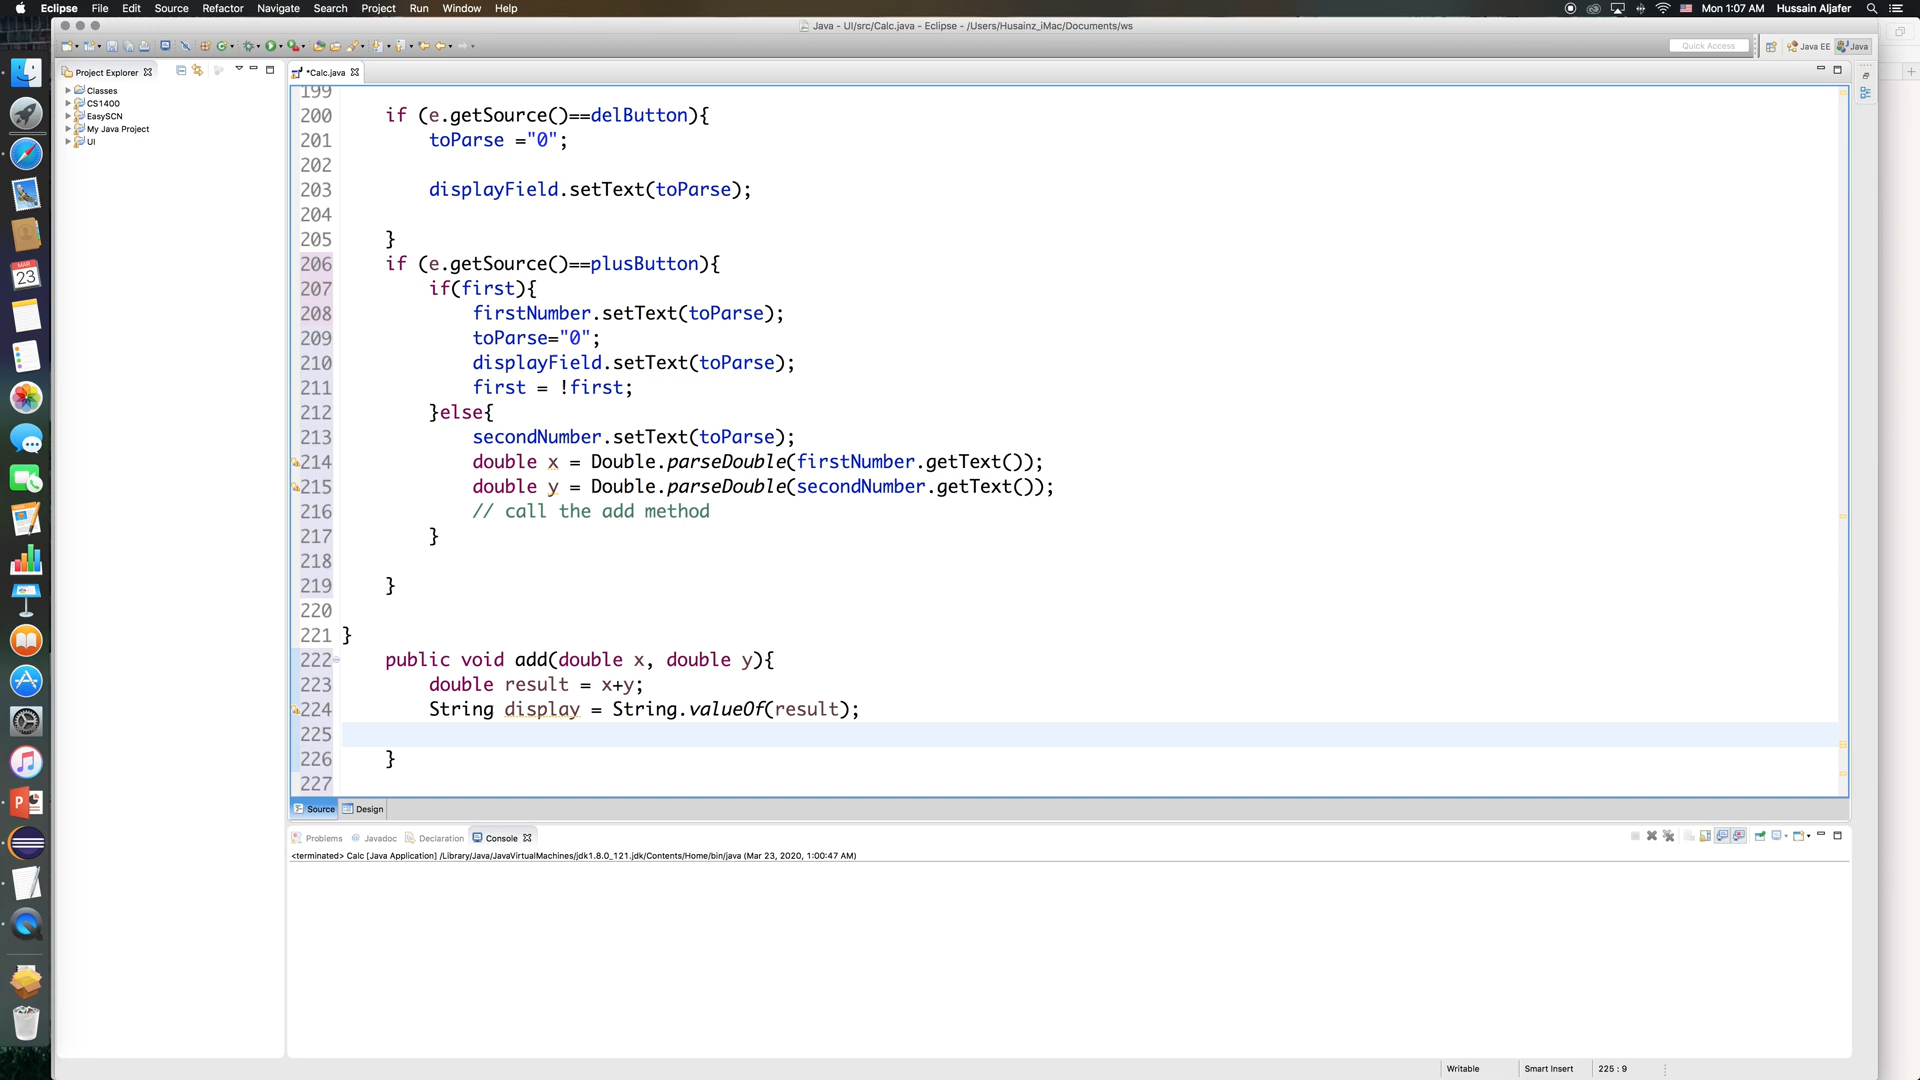 Eclipse File Edit Source Refactor Navigate Search Project Run Window Help Mon 1:07 AM Hussain Aljafer
Java - UI/src/Calc.java - Eclipse - /Users/Husainz_iMac/Documents/ws
Quick Access Java EE Java
Project Explorer
Classes
CS1400
EasySCN
My Java Project
UI
*Calc.java
199
200 if (e.getSource()==delButton){
201 toParse ="0";
202
203 displayField.setText(toParse);
204
205 }
206 if (e.getSource()==plusButton){
207 if(first){
208 firstNumber.setText(toParse);
209 toParse="0";
210 displayField.setText(toParse);
211 first = !first;
212 }else{
213 secondNumber.setText(toParse);
214 double x = Double.parseDouble(firstNumber.getText());
215 double y = Double.parseDouble(secondNumber.getText());
216 // call the add method
217 }
218
219 }
220
221 }
222 public void add(double x, double y){
223 double result = x+y;
224 String display = String.valueOf(result);
225
226 }
227
Source Design
Problems Javadoc Declaration Console
<terminated> Calc [Java Application] /Library/Java/JavaVirtualMachines/jdk1.8.0_121.jdk/Contents/Home/bin/java (Mar 23, 2020, 1:00:47 AM)
MAR
23
P
Writable Smart Insert 225 : 9